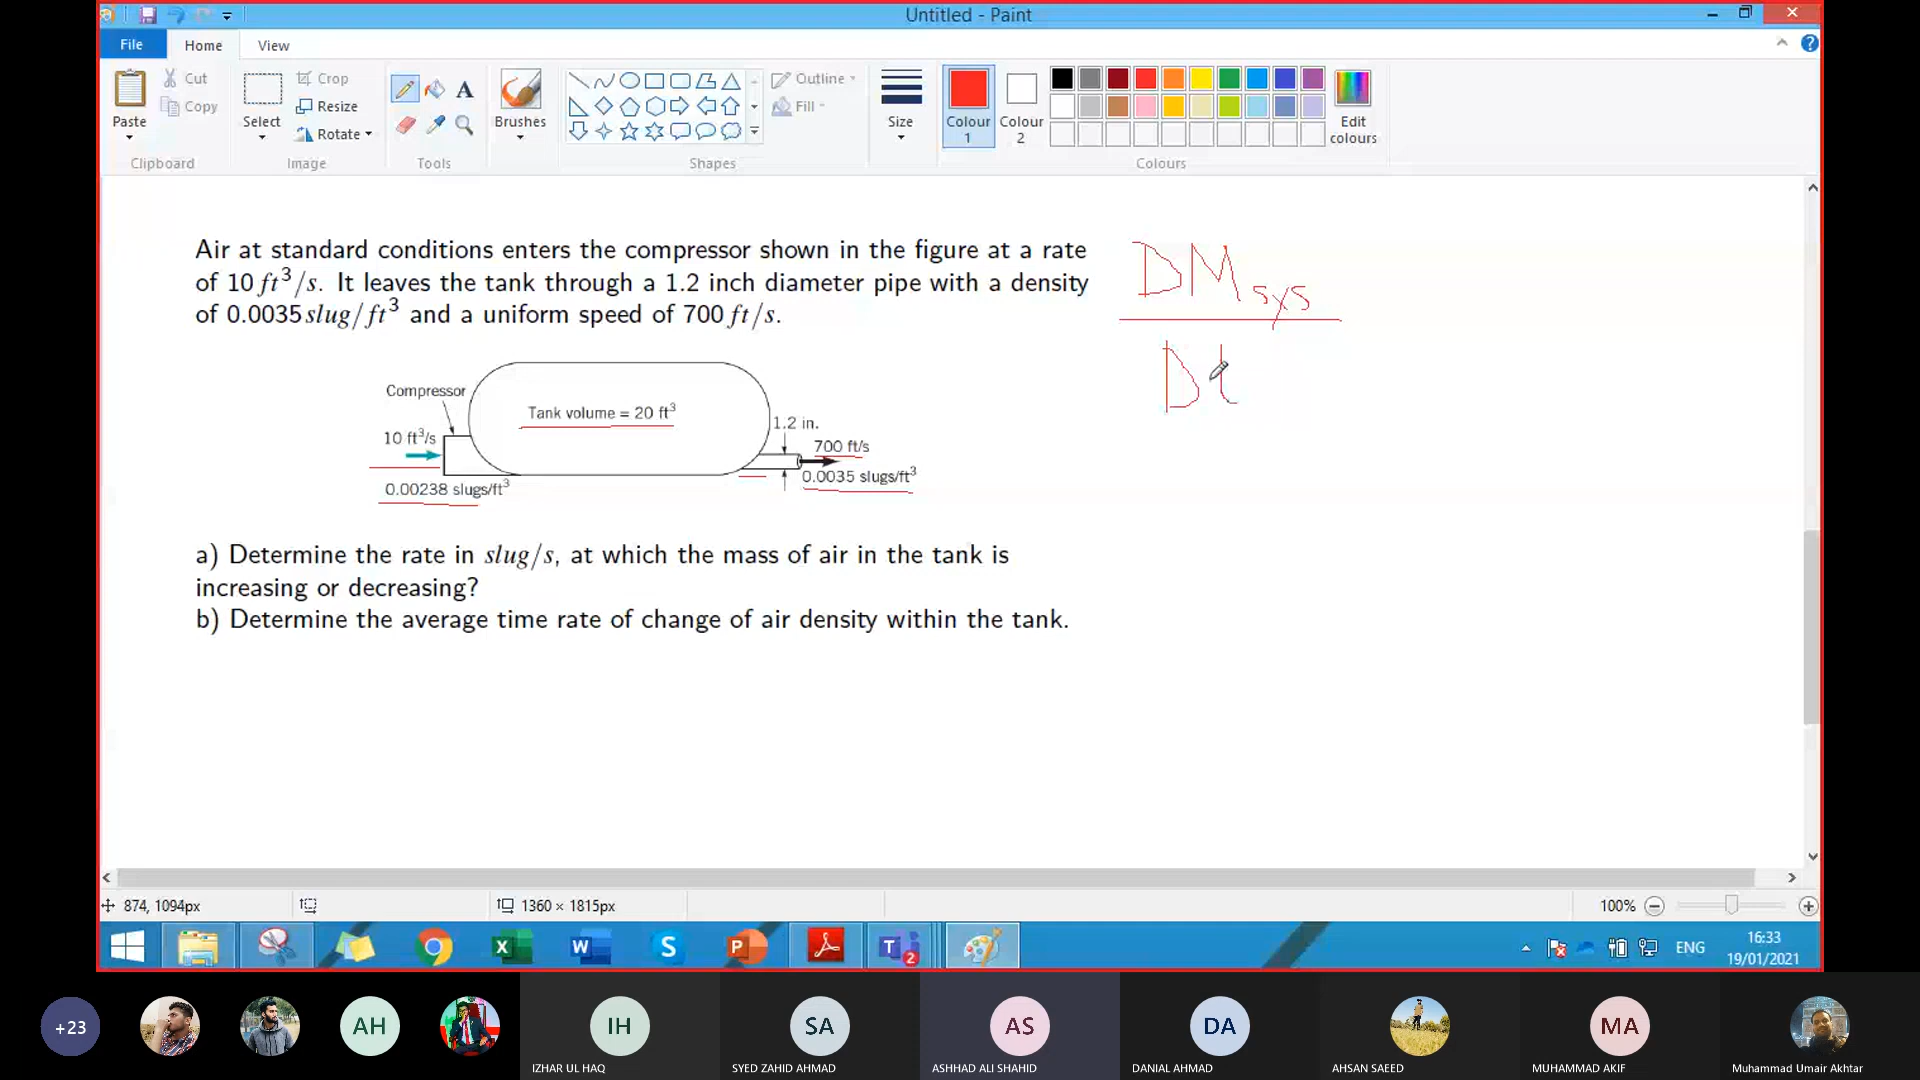 Untitled - Paint
File Home View
Paste
Cut
Copy
Clipboard
Select
Crop
Resize
Rotate
Image
A
Tools
Brushes
Shapes
Outline
Fill
Size
Colour 1
Colour 2
Edit colours
Colours
Air at standard conditions enters the compressor shown in the figure at a rate
of 10 ft³/s. It leaves the tank through a 1.2 inch diameter pipe with a density
of 0.0035 slug/ft³ and a uniform speed of 700 ft/s.
DM sys
Dt
Compressor
Tank volume = 20 ft³
10 ft³/s
0.00238 slugs/ft³
1.2 in.
700 ft/s
0.0035 slugs/ft³
a) Determine the rate in slug/s, at which the mass of air in the tank is
increasing or decreasing?
b) Determine the average time rate of change of air density within the tank.
874, 1094px
1360 × 1815px
100%
ENG
16:33
19/01/2021
2
+23
AH
IH
SA
AS
DA
MA
IZHAR UL HAQ
SYED ZAHID AHMAD
ASHHAD ALI SHAHID
DANIAL AHMAD
AHSAN SAEED
MUHAMMAD AKIF
Muhammad Umair Akhtar